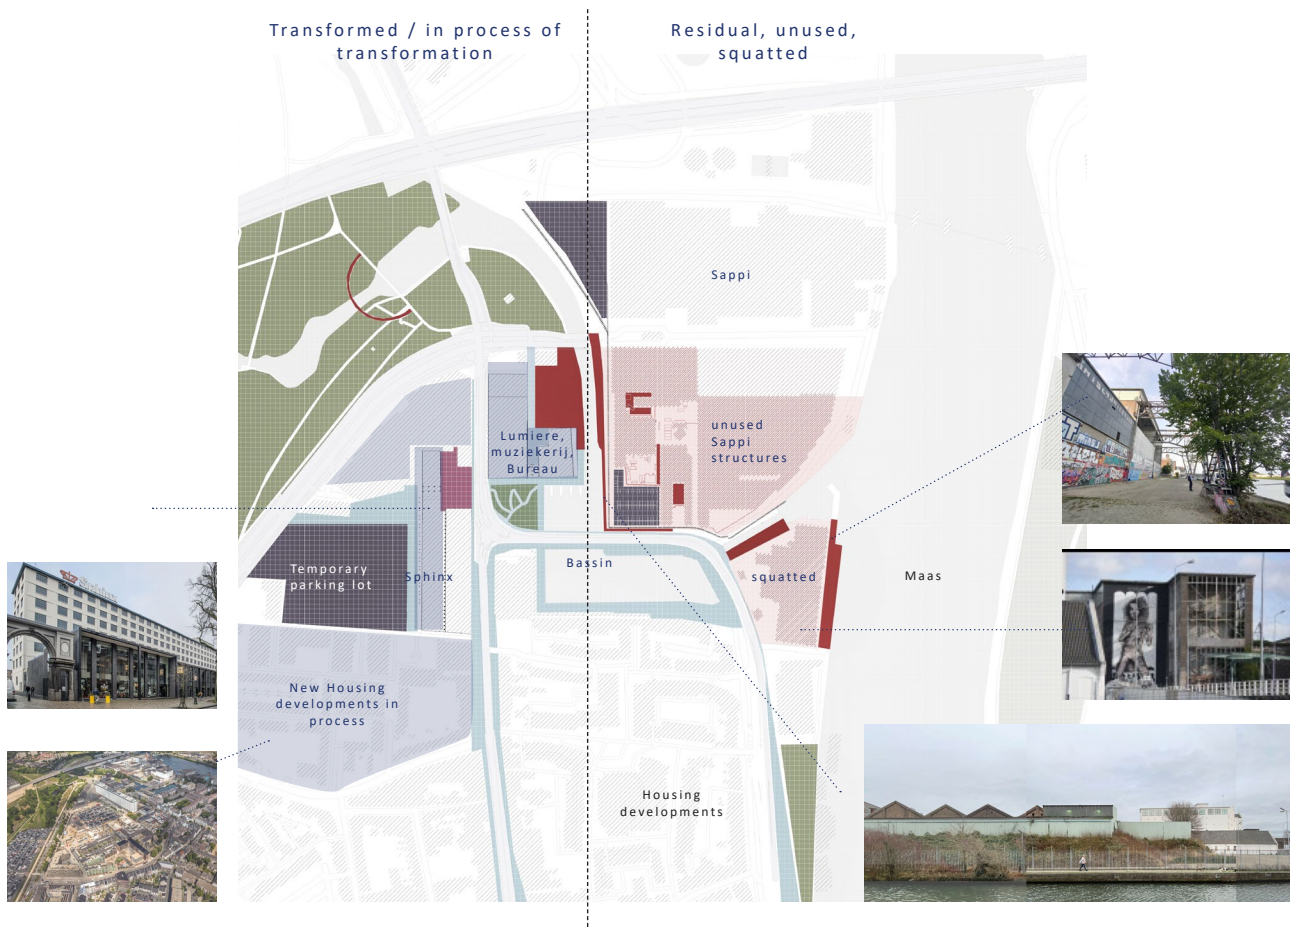 Transformed / in process of
transformation
Residual, unused,
squatted
Sappi
Lumiere,
muziekerij,
Bureau
unused
Sappi
structures
Temporary
parking lot
Sphinx
Bassin
squatted
Maas
New Housing
developments in
process
Housing
developments